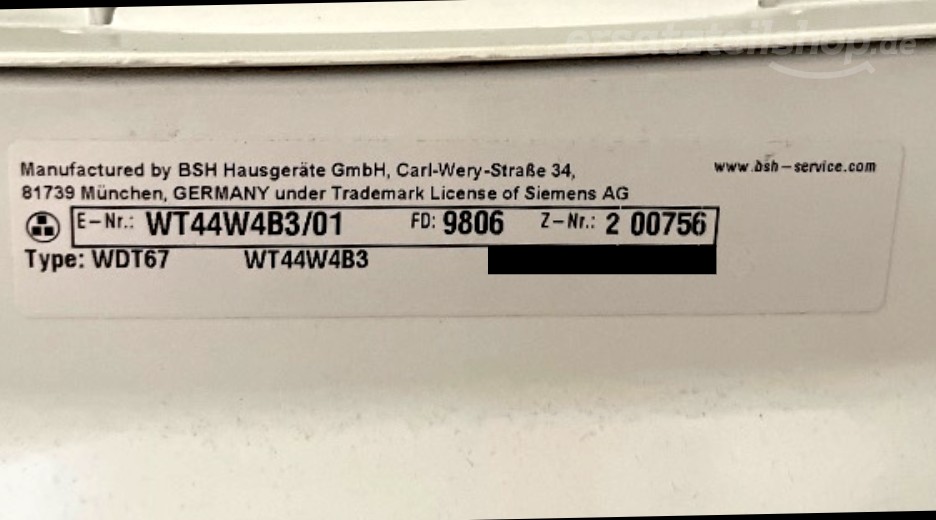 ersatzteilshop.de
Manufactured by BSH Hausgeräte GmbH, Carl-Wery-Straße 34,
www.bsh-service.com
81739 München, GERMANY under Trademark License of Siemens AG
E-Nr.: WT44W4B3/01 FD: 9806 Z-Nr.: 2 00756
Type: WDT67 WT44W4B3